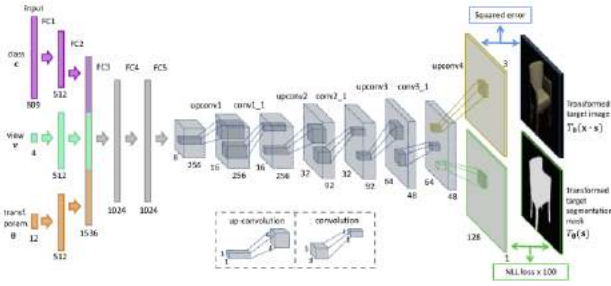 Input
class
c
FC1
FC2
FC3
FC4
FC5
809
512
view
v
4
512
transf.
param.
θ
12
512
1536
1024
1024
upconv1
conv1_1
upconv2
conv2_1
upconv3
conv3_1
upconv4
8
256
16
256
16
256
32
92
32
92
64
48
64
48
3
128
1
up-convolution
convolution
Squared error
Transformed
target image
T_θ(x · s)
Transformed
target
segmentation
mask
T_θ(s)
NLL loss x 100